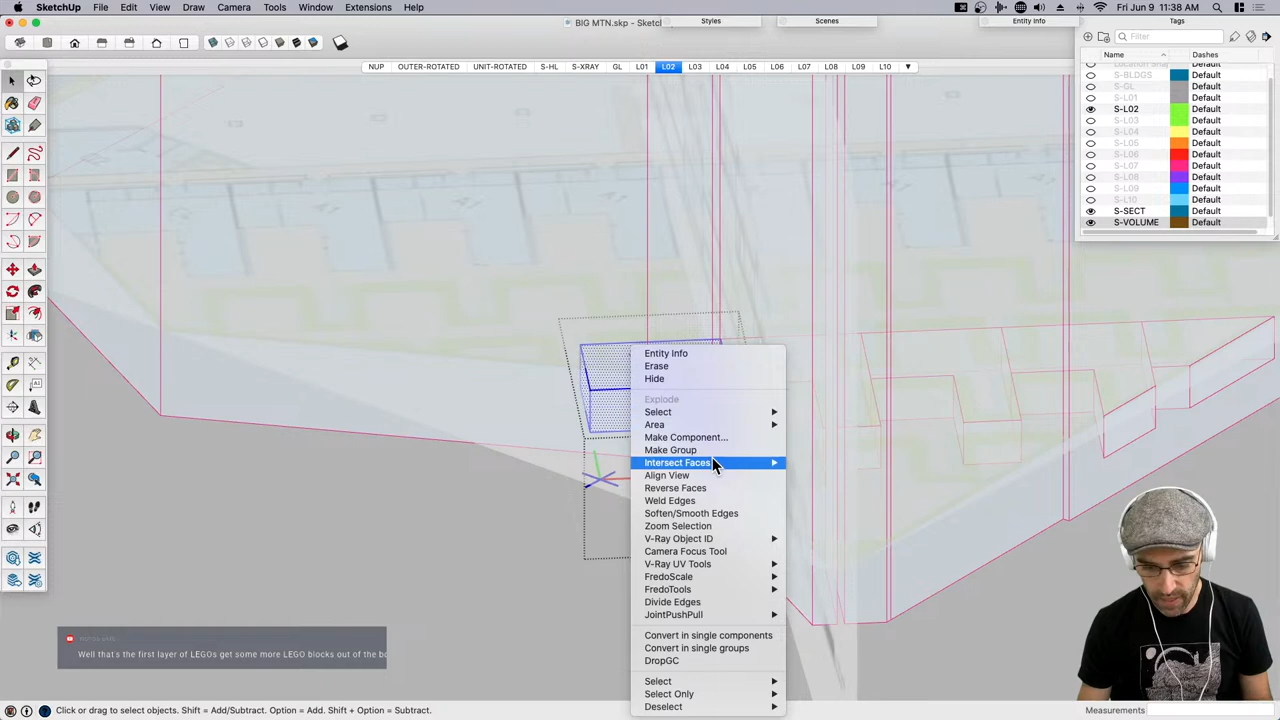 SketchUp File Edit View Draw Camera Tools Window Extensions Help
Fri Jun 9 11:38 AM
BIG MTN.skp - Sketch
Styles
Scenes
Entity Info
Tags
Filter
NUP OUTER-ROTATED INNER UNIT-ROTATED S-HL S-XRAY GL L01 L02 L03 L04 L05 L06 L07 L08 L09 L10
Name Dashes
S-BLDGS Default
S-GL Default
S-L01 Default
S-L02 Default
S-L03 Default
S-L04 Default
S-L05 Default
S-L06 Default
S-L07 Default
S-L08 Default
S-L09 Default
S-L10 Default
S-SECT Default
S-VOLUME Default
Entity Info
Erase
Hide
Explode
Select
Area
Make Component...
Make Group
Intersect Faces
Align View
Reverse Faces
Weld Edges
Soften/Smooth Edges
Zoom Selection
V-Ray Object ID
Camera Focus Tool
V-Ray UV Tools
FredoScale
FredoTools
Divide Edges
JointPushPull
Convert in single components
Convert in single groups
DropGC
Select
Select Only
Deselect
Well that's the first layer of LEGOs get some more LEGO blocks out of the bo
Click or drag to select objects. Shift = Add/Subtract. Option = Add. Shift + Option = Subtract.
Measurements